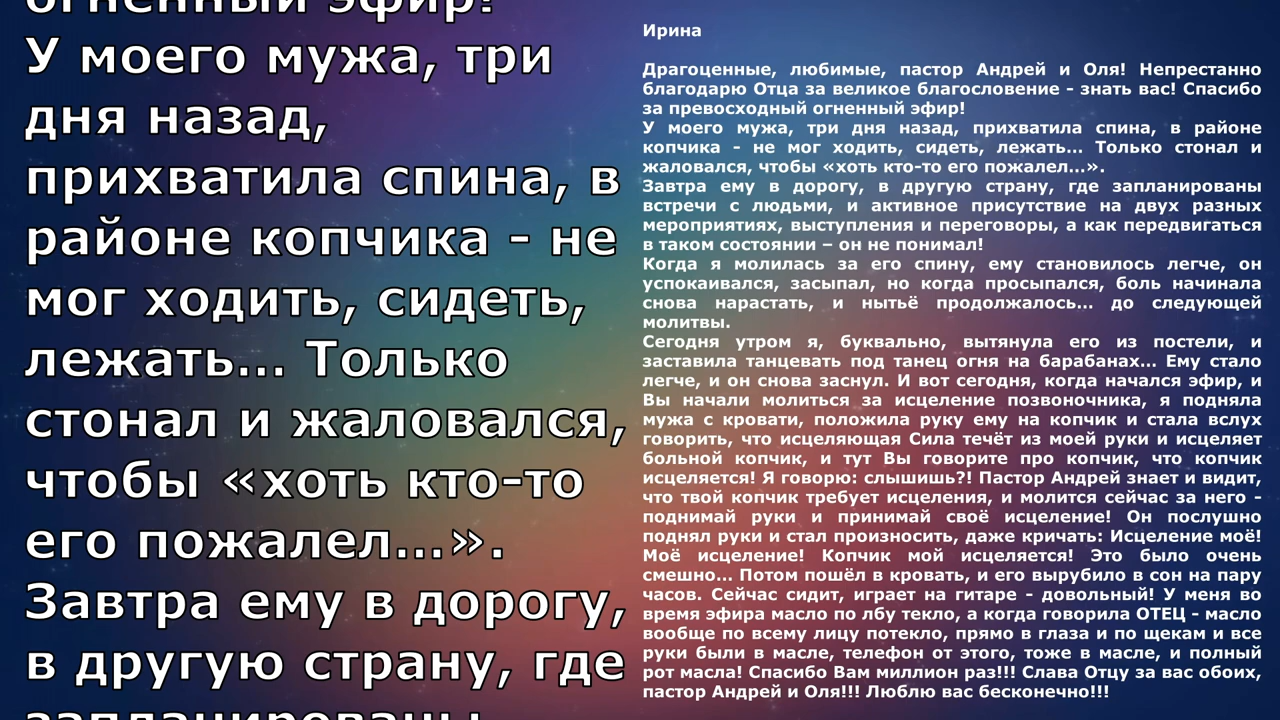 огненный эфир!
У моего мужа, три
дня назад,
прихватила спина, в
районе копчика - не
мог ходить, сидеть,
лежать... Только
стонал и жаловался,
чтобы «хоть кто-то
его пожалел...».
Завтра ему в дорогу,
в другую страну, где
запланированы
Ирина
Драгоценные, любимые, пастор Андрей и Оля! Непрестанно
благодарю Отца за великое благословение - знать вас! Спасибо
за превосходный огненный эфир!
У моего мужа, три дня назад, прихватила спина, в районе
копчика - не мог ходить, сидеть, лежать... Только стонал и
жаловался, чтобы «хоть кто-то его пожалел...».
Завтра ему в дорогу, в другую страну, где запланированы
встречи с людьми, и активное присутствие на двух разных
мероприятиях, выступления и переговоры, а как передвигаться
в таком состоянии – он не понимал!
Когда я молилась за его спину, ему становилось легче, он
успокаивался, засыпал, но когда просыпался, боль начинала
снова нарастать, и нытьё продолжалось... до следующей
молитвы.
Сегодня утром я, буквально, вытянула его из постели, и
заставила танцевать под танец огня на барабанах... Ему стало
легче, и он снова заснул. И вот сегодня, когда начался эфир, и
Вы начали молиться за исцеление позвоночника, я подняла
мужа с кровати, положила руку ему на копчик и стала вслух
говорить, что исцеляющая Сила течёт из моей руки и исцеляет
больной копчик, и тут Вы говорите про копчик, что копчик
исцеляется! Я говорю: слышишь?! Пастор Андрей знает и видит,
что твой копчик требует исцеления, и молится сейчас за него -
поднимай руки и принимай своё исцеление! Он послушно
поднял руки и стал произносить, даже кричать: Исцеление моё!
Моё исцеление! Копчик мой исцеляется! Это было очень
смешно... Потом пошёл в кровать, и его вырубило в сон на пару
часов. Сейчас сидит, играет на гитаре - довольный! У меня во
время эфира масло по лбу текло, а когда говорила ОТЕЦ - масло
вообще по всему лицу потекло, прямо в глаза и по щекам и все
руки были в масле, телефон от этого, тоже в масле, и полный
рот масла! Спасибо Вам миллион раз!!! Слава Отцу за вас обоих,
пастор Андрей и Оля!!! Люблю вас бесконечно!!!